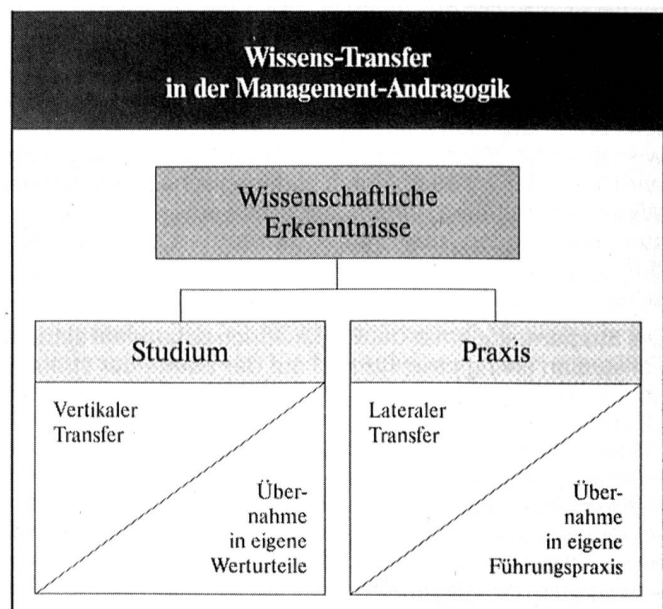 Wissens-Transfer
in der Management-Andragogik
Wissenschaftliche
Erkenntnisse
Studium
Vertikaler
Transfer
Über-
nahme
in eigene
Werturteile
Praxis
Lateraler
Transfer
Über-
nahme
in eigene
Führungspraxis